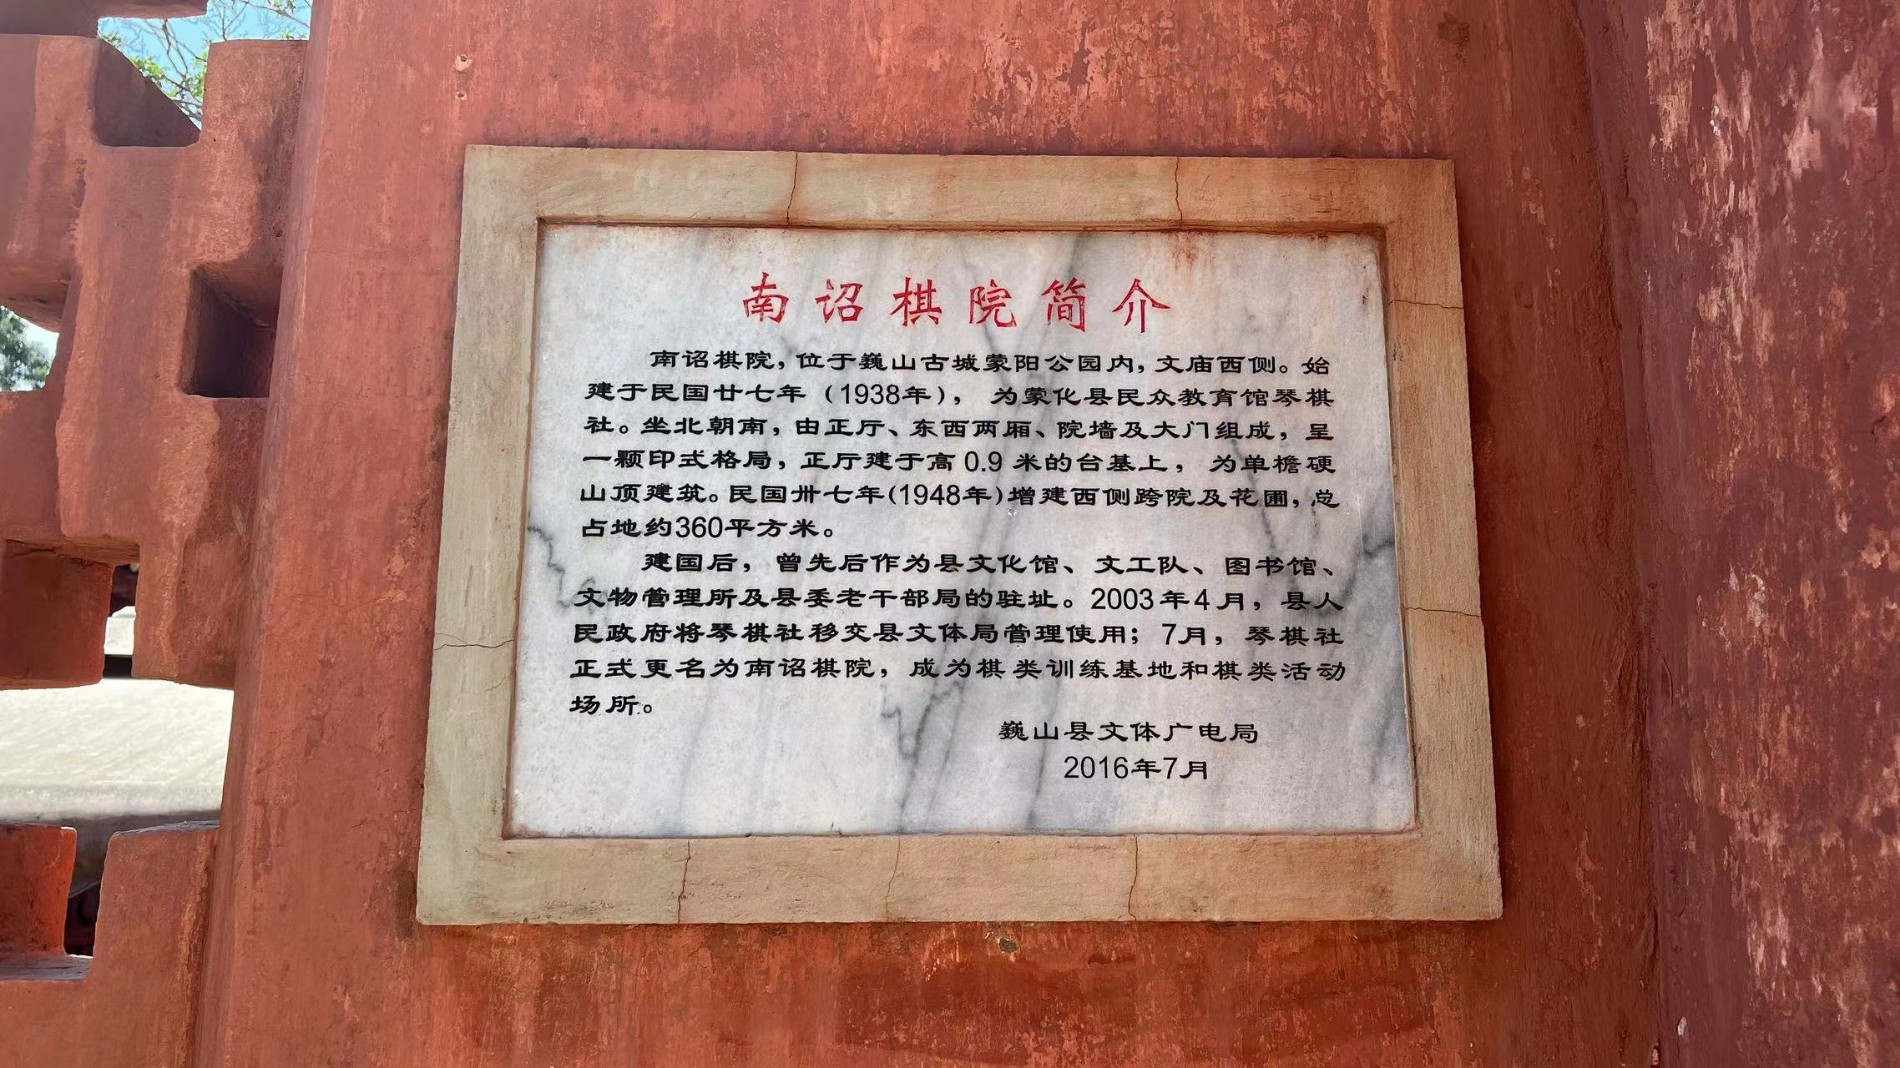 南诏棋院简介
南诏棋院，位于巍山古城蒙阳公园内，文庙西侧。始
建于民国廿七年（1938年），为蒙化县民众教育馆琴棋
社。坐北朝南，由正厅、东西两厢、院墙及大门组成，呈
一颗印式格局，正厅建于高0.9米的台基上，为单檐硬
山顶建筑。民国卅七年(1948年)增建西侧跨院及花圃，总
占地约360平方米。
建国后，曾先后作为县文化馆、文工队、图书馆、
文物管理所及县委老干部局的驻址。2003年4月，县人
民政府将琴棋社移交县文体局管理使用；7月，琴棋社
正式更名为南诏棋院，成为棋类训练基地和棋类活动
场所。
巍山县文体广电局
2016年7月